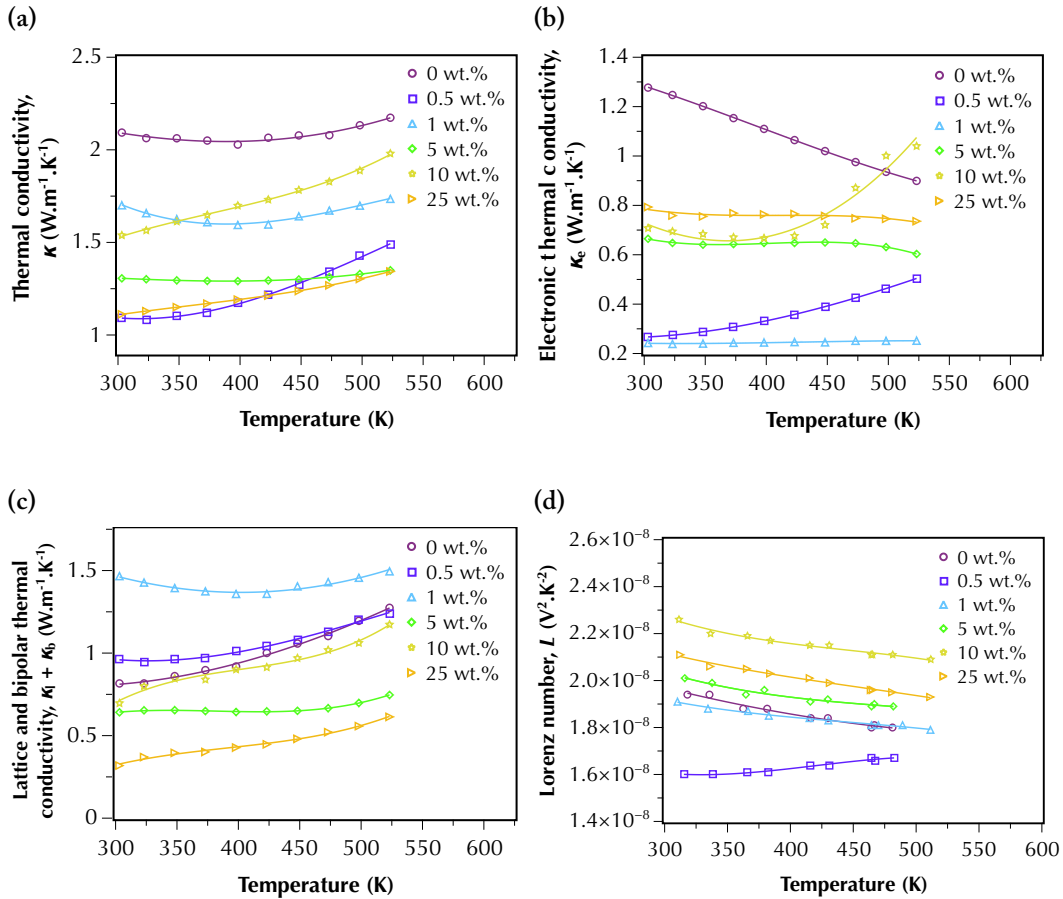 (a)
Thermal conductivity,
κ (W.m⁻¹.K⁻¹)
2.5
2
1.5
1
0 wt.%
0.5 wt.%
1 wt.%
5 wt.%
10 wt.%
25 wt.%
300 350 400 450 500 550 600
Temperature (K)
(b)
Electronic t hermal c onductivity,
κe (W.m⁻¹.K⁻¹)
1.4
1.2
1
0.8
0.6
0.4
0.2
0 wt.%
0.5 wt.%
1 wt.%
5 wt.%
10 wt.%
25 wt.%
300 350 400 450 500 550 600
Temperature (K)
(c)
Lattice and bipolar thermal
conductivity, κl + κb (W.m⁻¹.K⁻¹)
1.5
1
0.5
0
0 wt.%
0.5 wt.%
1 wt.%
5 wt.%
10 wt.%
25 wt.%
300 350 400 450 500 550 600
Temperature (K)
(d)
Lorenz number, L (V².K⁻²)
2.6×10⁻⁸
2.4×10⁻⁸
2.2×10⁻⁸
2.0×10⁻⁸
1.8×10⁻⁸
1.6×10⁻⁸
1.4×10⁻⁸
0 wt.%
0.5 wt.%
1 wt.%
5 wt.%
10 wt.%
25 wt.%
300 350 400 450 500 550 600
Temperature (K)